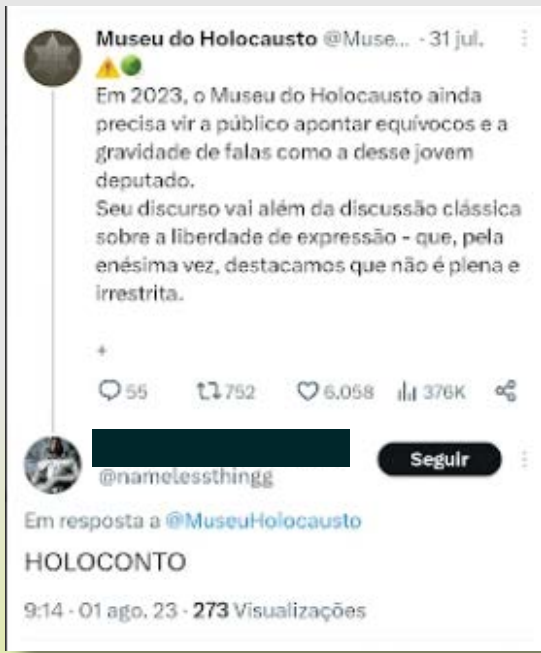 Museu do Holocausto @Muse... · 31 jul.
Em 2023, o Museu do Holocausto ainda
precisa vir a público apontar equívocos e a
gravidade de falas como a desse jovem
deputado.
Seu discurso vai além da discussão clássica
sobre a liberdade de expressão - que, pela
enésima vez, destacamos que não é plena e
irrestrita.
+
55 752 6.058 376K
Seguir
@namelessthingg
Em resposta a @MuseuHolocausto
HOLOCONTO
9:14 · 01 ago. 23 · 273 Visualizações